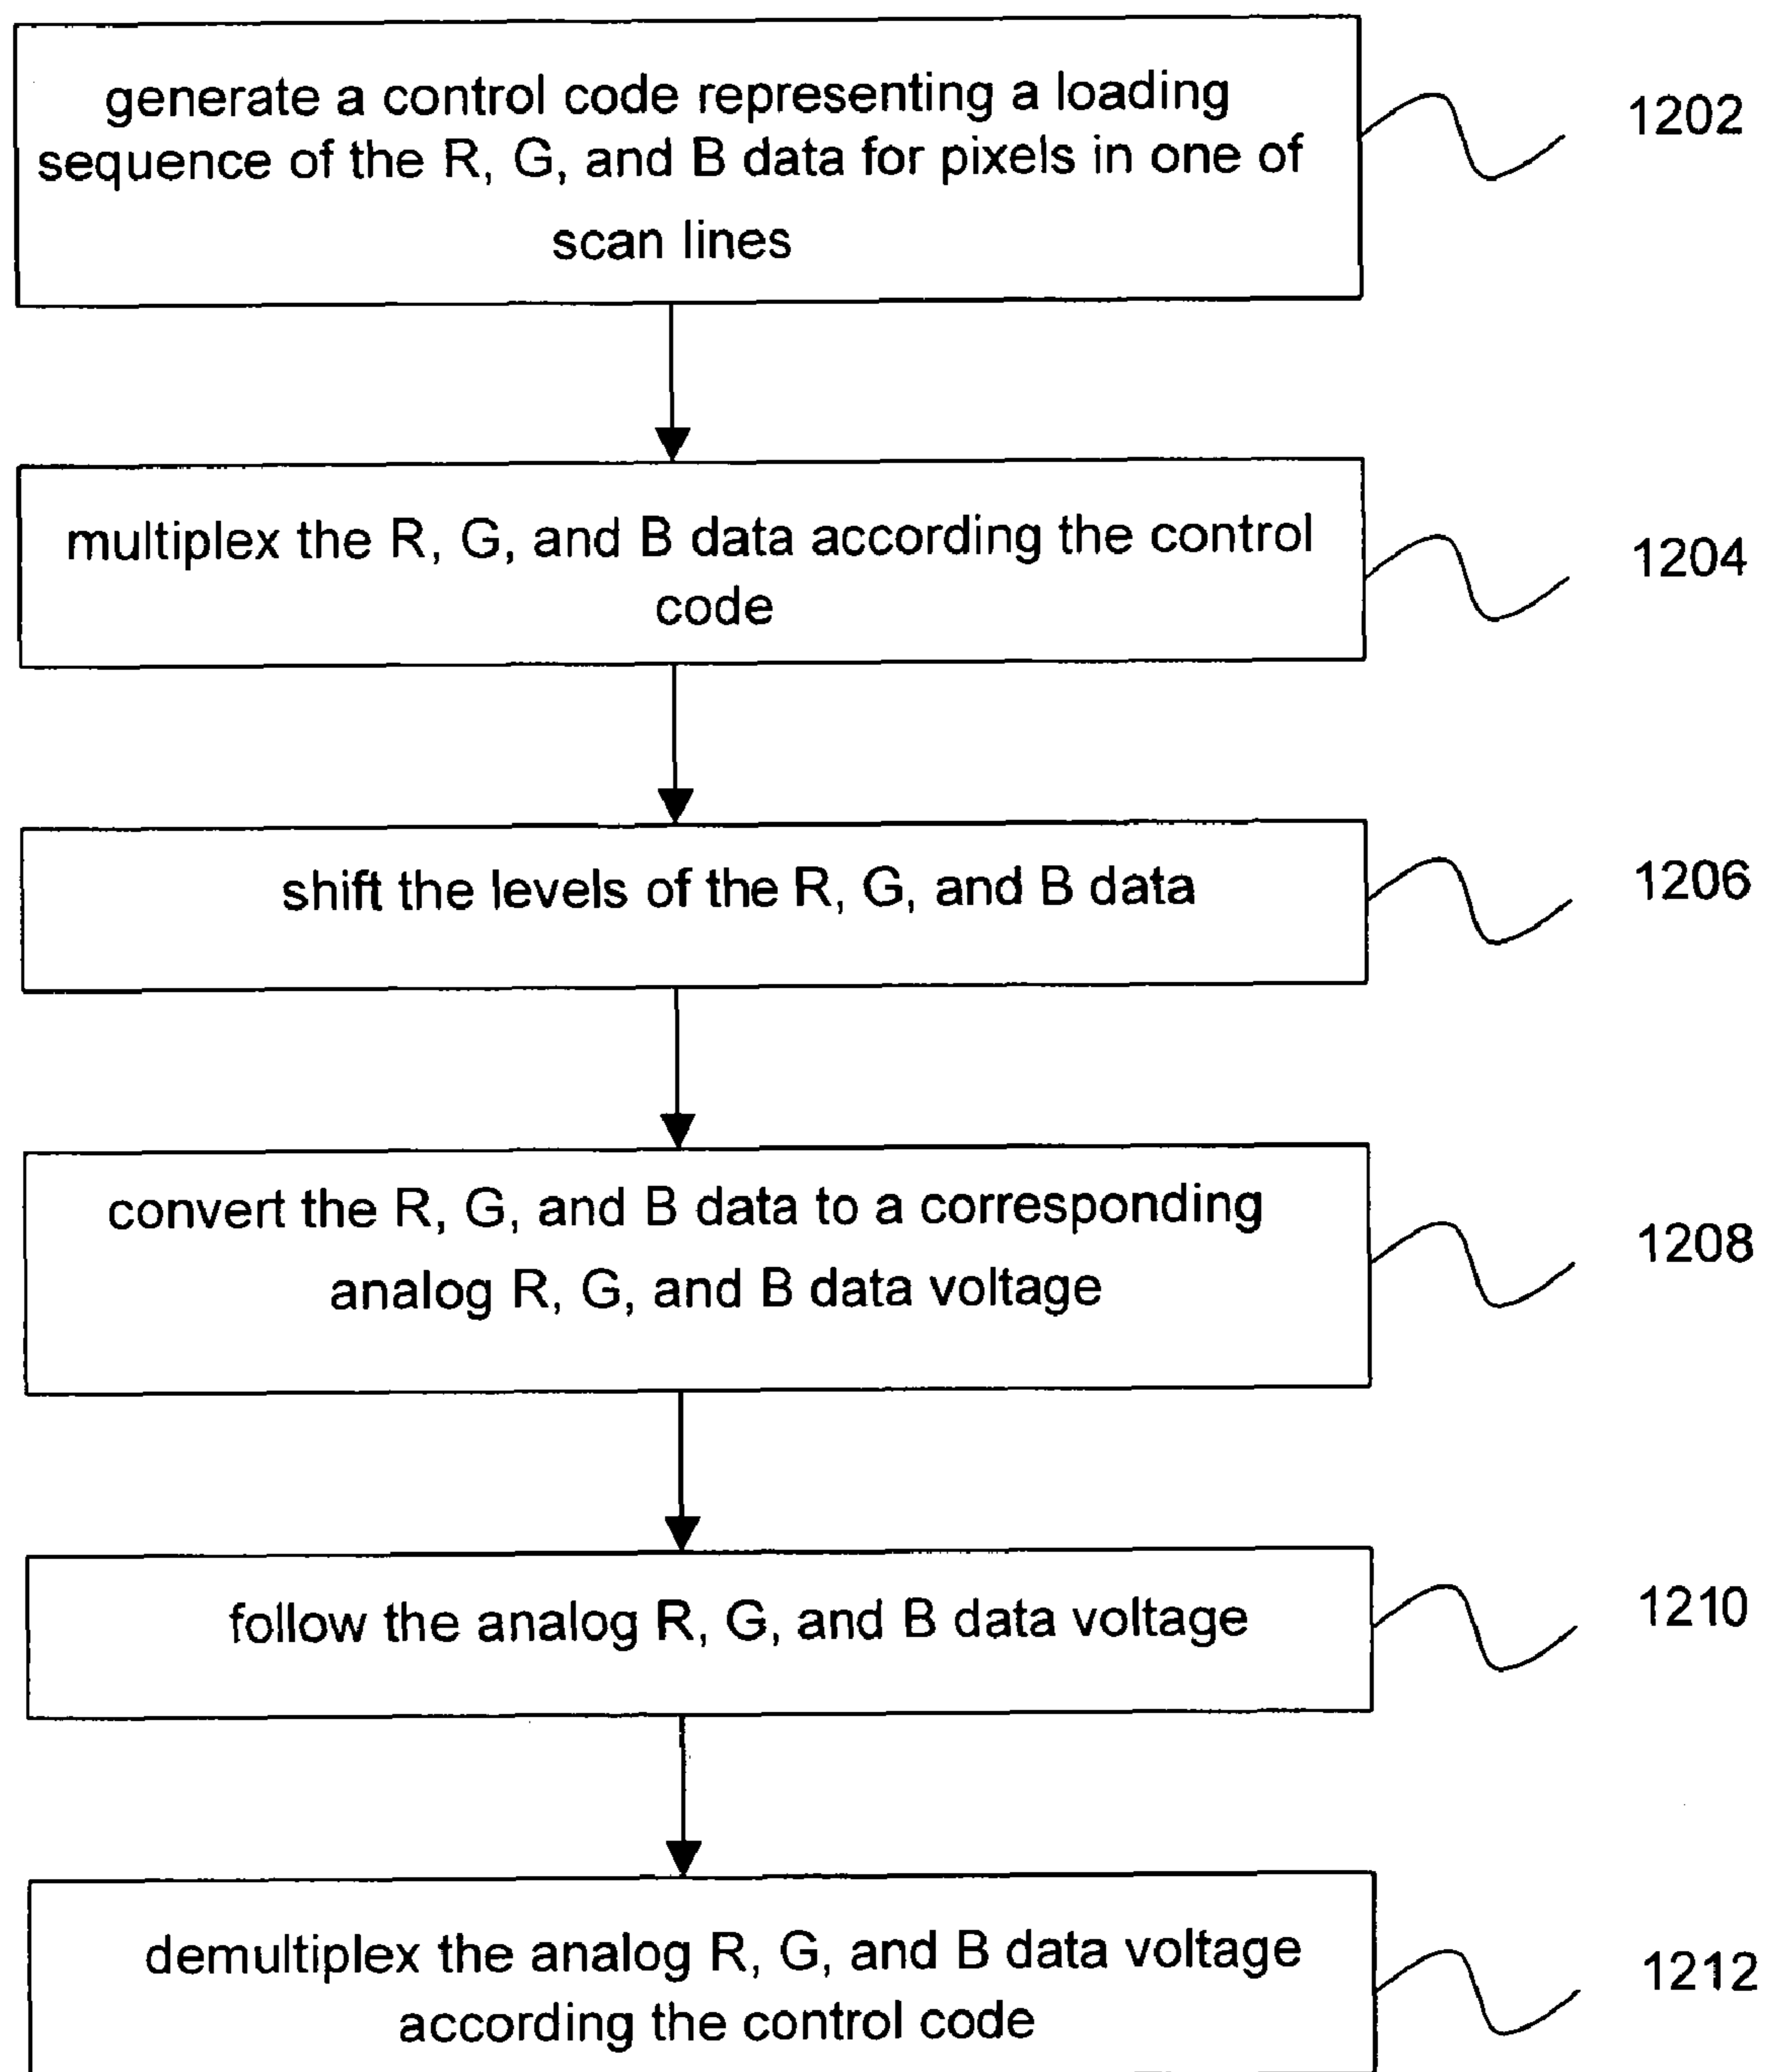 generate a control code representing a loading
sequence of the R, G, and B data for pixels in one of
scan lines
1202
multiplex the R, G, and B data according the control
code
1204
shift the levels of the R, G, and B data
1206
convert the R, G, and B data to a corresponding
analog R, G, and B data voltage
1208
follow the analog R, G, and B data voltage
1210
demultiplex the analog R, G, and B data voltage
according the control code
1212